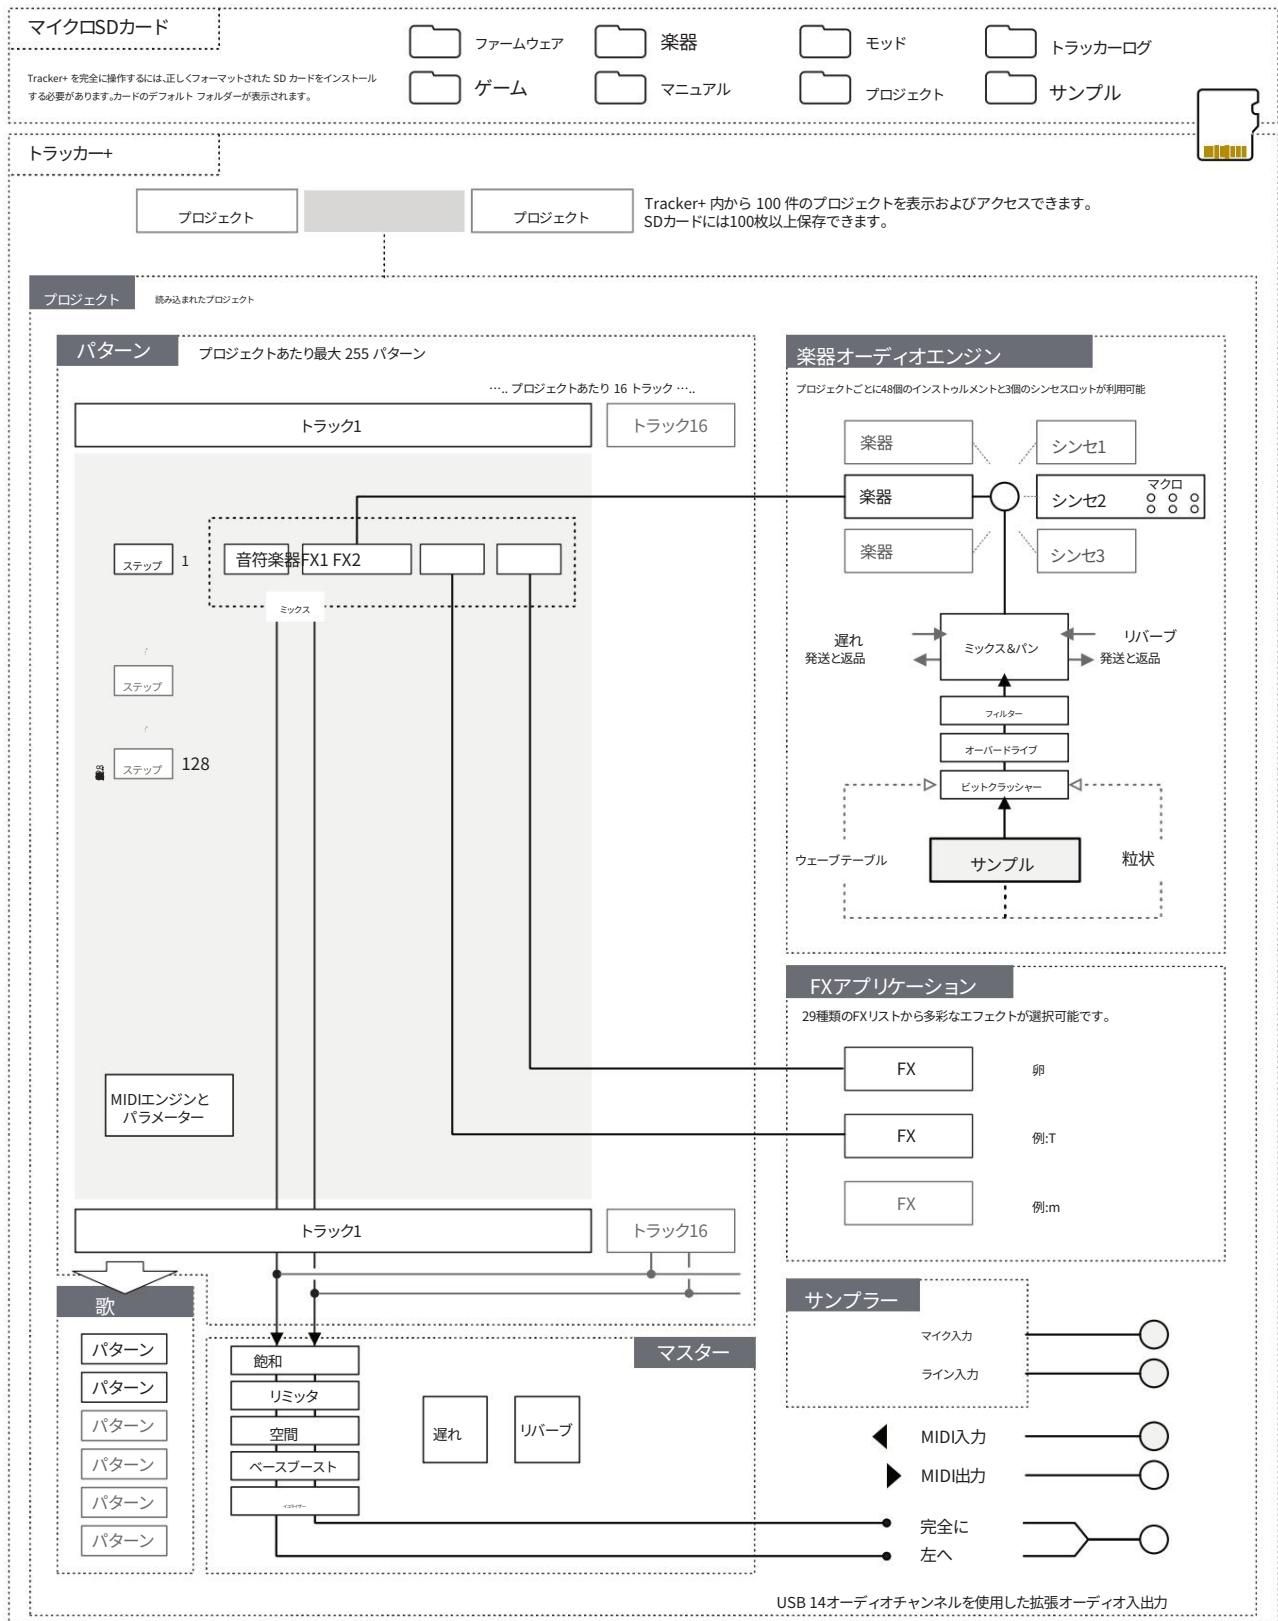 マイクロSDカード
Tracker+ を完全に操作するには、正しくフォーマットされた SD カードをインストール
する必要があります。カードのデフォルト フォルダーが表示されます。
ファームウェア
楽器
モッド
トラッカーログ
ゲーム
マニュアル
プロジェクト
サンプル
トラッカー+
プロジェクト
プロジェクト
Tracker+ 内から 100 件のプロジェクトを表示およびアクセスできます。
SDカードには100枚以上保存できます。
プロジェクト
読み込まれたプロジェクト
パターン
プロジェクトあたり最大 255 パターン
….. プロジェクトあたり 16 トラック …..
トラック1
トラック16
ステップ
1
音符楽器FX1 FX2
ミックス
ステップ
ステップ
128
MIDIエンジンと
パラメーター
トラック1
トラック16
楽器オーディオエンジン
プロジェクトごとに48個のインストゥルメントと3個のシンセスロットが利用可能
楽器
シンセ1
楽器
シンセ2
マクロ
楽器
シンセ3
遅れ
発送と返品
ミックス＆パン
リバーブ
発送と返品
フィルター
オーバードライブ
ビットクラッシャー
ウェーブテーブル
サンプル
粒状
FXアプリケーション
29種類のFXリストから多彩なエフェクトが選択可能です。
FX
卵
FX
例:T
FX
例:m
歌
パターン
パターン
パターン
パターン
パターン
パターン
マスター
飽和
リミッタ
空間
ベースブースト
イコライザー
遅れ
リバーブ
サンプラー
マイク入力
ライン入力
MIDI入力
MIDI出力
完全に
左へ
USB 14オーディオチャンネルを使用した拡張オーディオ入出力